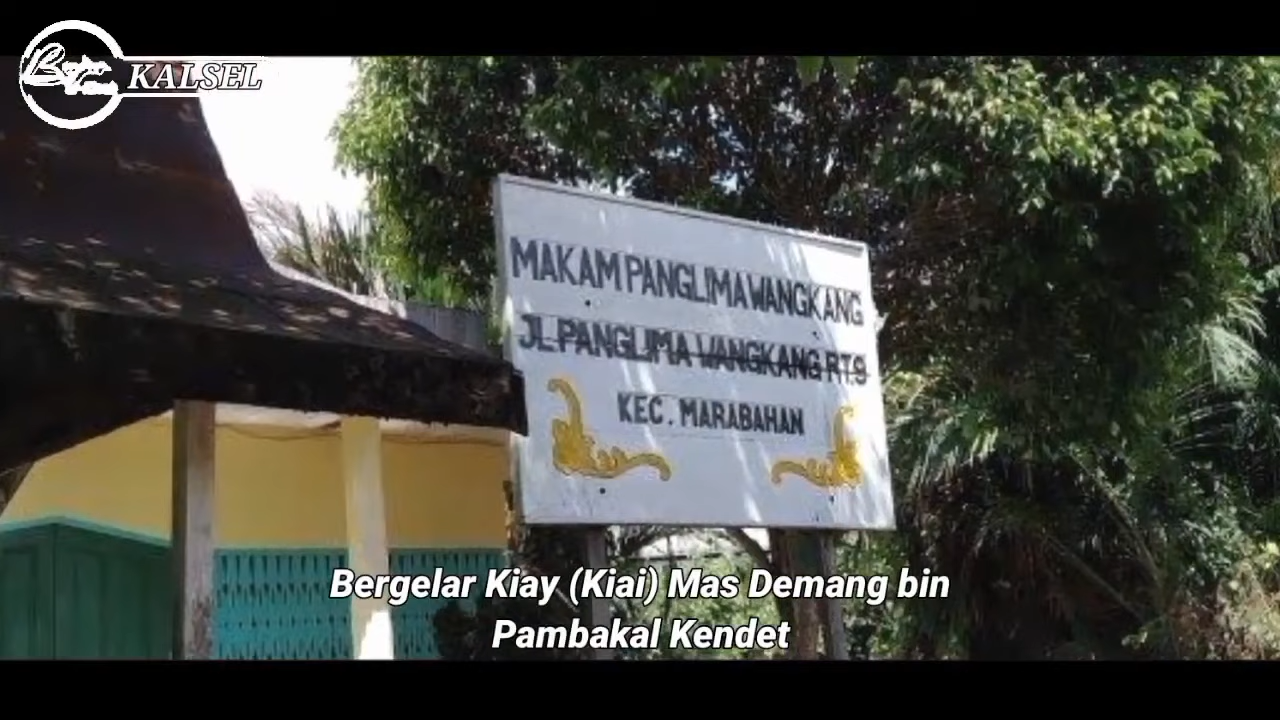 KALSEL
MAKAM PANGLIMA WANGKANG
JL. PANGLIMA WANGKANG RT.9
KEC. MARABAHAN
Bergelar Kiay (Kiai) Mas Demang bin
Pambakal Kendet